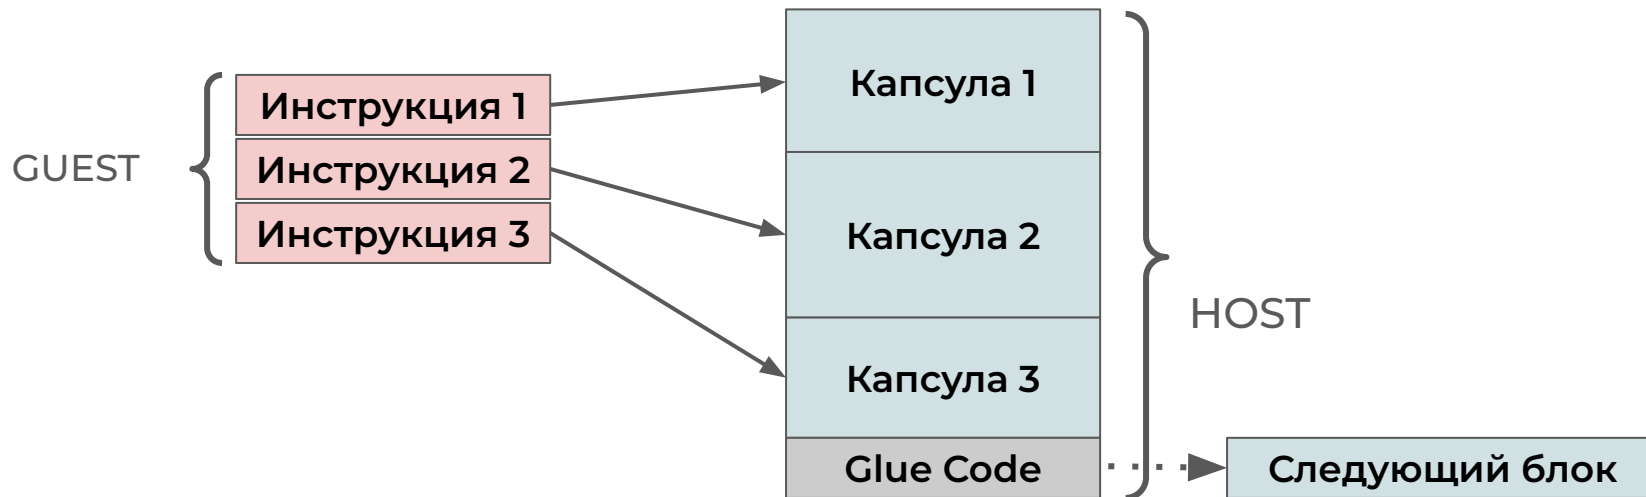 GUEST
Инструкция 1
Инструкция 2
Инструкция 3
Капсула 1
Капсула 2
Капсула 3
Glue Code
HOST
Следующий блок